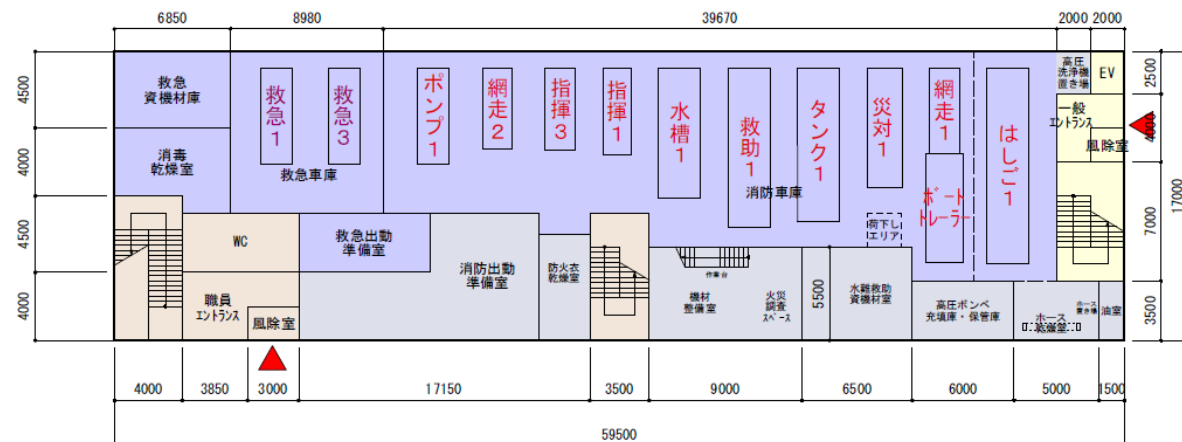 6850
8980
39670
2000
2000
4500
4000
4500
4000
2500
4000
7000
3500
17000
救急
資機材庫
消毒
乾燥室
救急1
救急3
救急車庫
ポンプ1
網走2
指揮3
指揮1
水槽1
救助1
タンク1
災対1
網走1
はしご1
消防車庫
ボート
トレーラー
荷下し
エリア
高圧
洗浄機
置き場
EV
一般
エントランス
風除室
WC
救急出動
準備室
消防出動
準備室
防火衣
乾燥室
職員
エントランス
風除室
作業台
機材
整備室
火災
調査
スペース
5500
水難救助
資機材室
高圧ボンベ
充填庫・保管庫
ホース
乾燥室
ホース
置き場
油室
4000
3850
3000
17150
3500
9000
6500
6000
5000
1500
59500